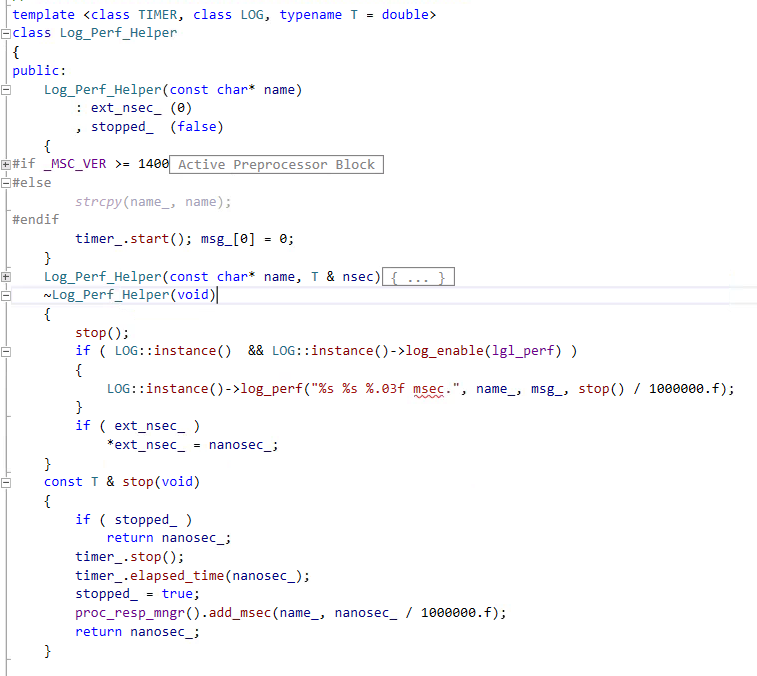 template <class TIMER, class LOG, typename T = double>
class Log_Perf_Helper
{
public:
    Log_Perf_Helper(const char* name)
        : ext_nsec_ (0)
        , stopped_  (false)
    {
#if _MSC_VER >= 1400 Active Preprocessor Block
#else
        strcpy(name_, name);
#endif
        timer_.start(); msg_[0] = 0;
    }
    Log_Perf_Helper(const char* name, T & nsec){ ... }
    ~Log_Perf_Helper(void)
    {
        stop();
        if ( LOG::instance()  && LOG::instance()->log_enable(lgl_perf) )
        {
            LOG::instance()->log_perf("%s %s %.03f msec.", name_, msg_, stop() / 1000000.f);
        }
        if ( ext_nsec_ )
            *ext_nsec_ = nanosec_;
    }
    const T & stop(void)
    {
        if ( stopped_ )
            return nanosec_;
        timer_.stop();
        timer_.elapsed_time(nanosec_);
        stopped_ = true;
        proc_resp_mngr().add_msec(name_, nanosec_ / 1000000.f);
        return nanosec_;
    }